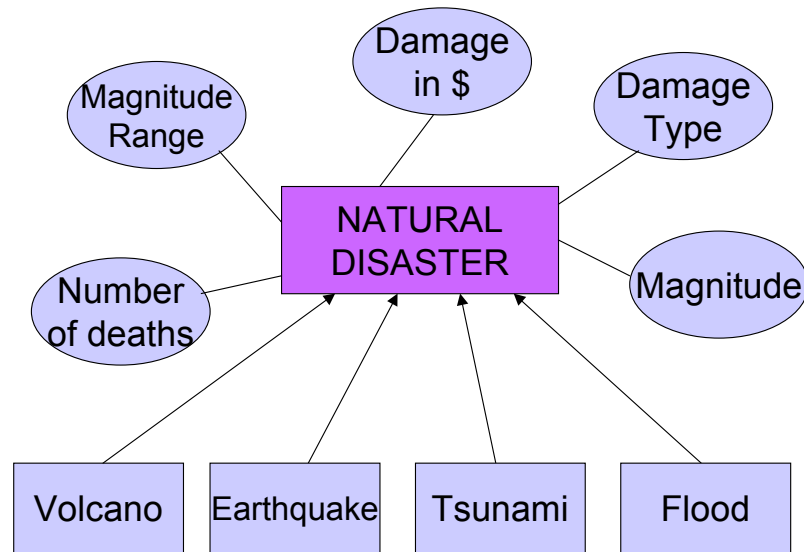 Damage
in $
Magnitude
Range
Damage
Type
NATURAL
DISASTER
Number
of deaths
Magnitude
Volcano
Earthquake
Tsunami
Flood